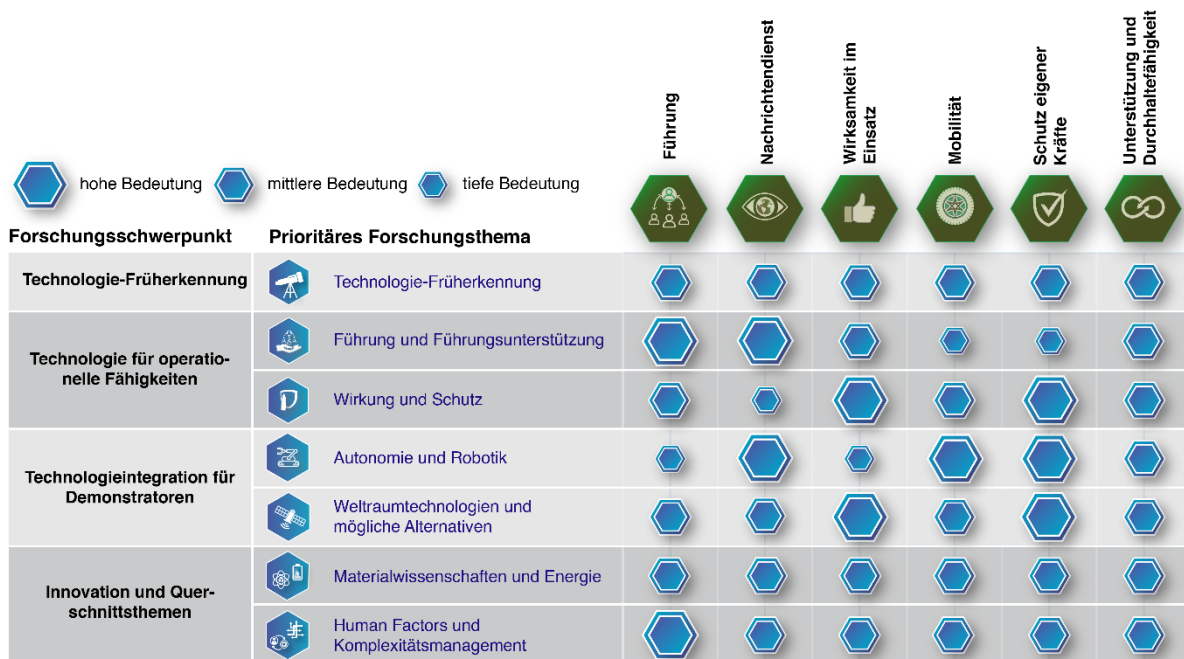 Führung
Nachrichtendienst
Wirksamkeit im
Einsatz
Mobilität
Schutz eigener
Kräfte
Unterstützung und
Durchhaltefähigkeit
hohe Bedeutung
mittlere Bedeutung
tiefe Bedeutung
Forschungsschwerpunkt
Prioritäres Forschungsthema
Technologie-Früherkennung
Technologie-Früherkennung
Technologie für operatio-
nelle Fähigkeiten
Führung und Führungsunterstützung
Wirkung und Schutz
Technologieintegration für
Demonstratoren
Autonomie und Robotik
Weltraumtechnologien und
mögliche Alternativen
Innovation und Quer-
schnittsthemen
Materialwissenschaften und Energie
Human Factors und
Komplexitätsmanagement